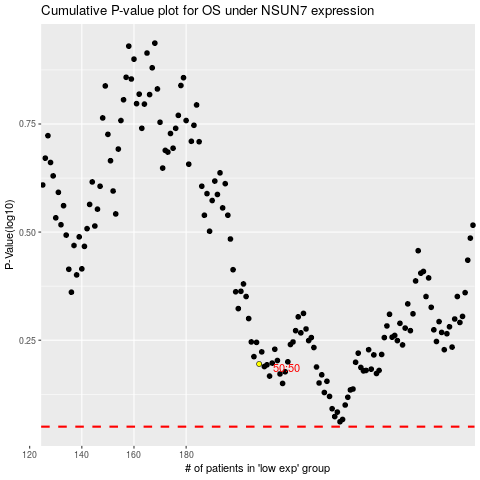 Cumulative P-value plot for OS under NSUN7 expression
P-Value(log10)
0.75
0.50
0.25
50:50
120 140 160 180
# of patients in 'low exp' group